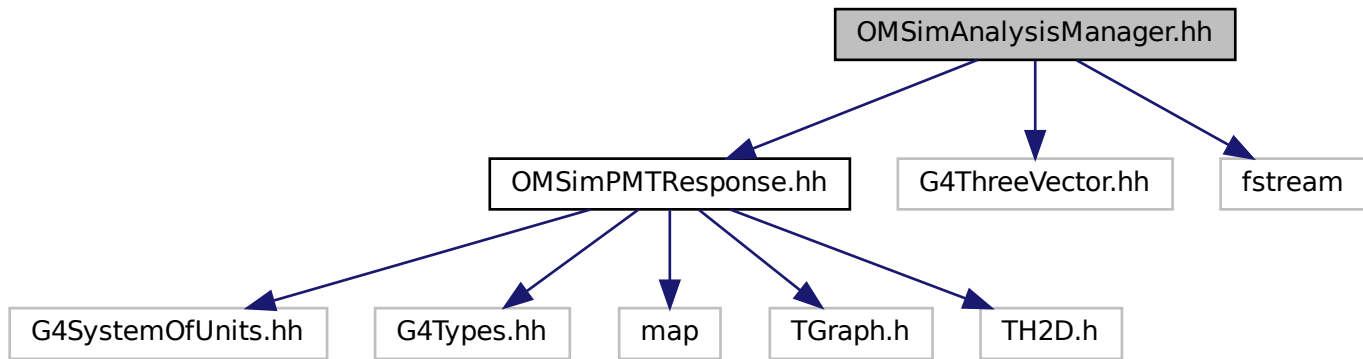 OMSimAnalysisManager.hh
OMSimPMTResponse.hh
G4ThreeVector.hh
fstream
G4SystemOfUnits.hh
G4Types.hh
map
TGraph.h
TH2D.h